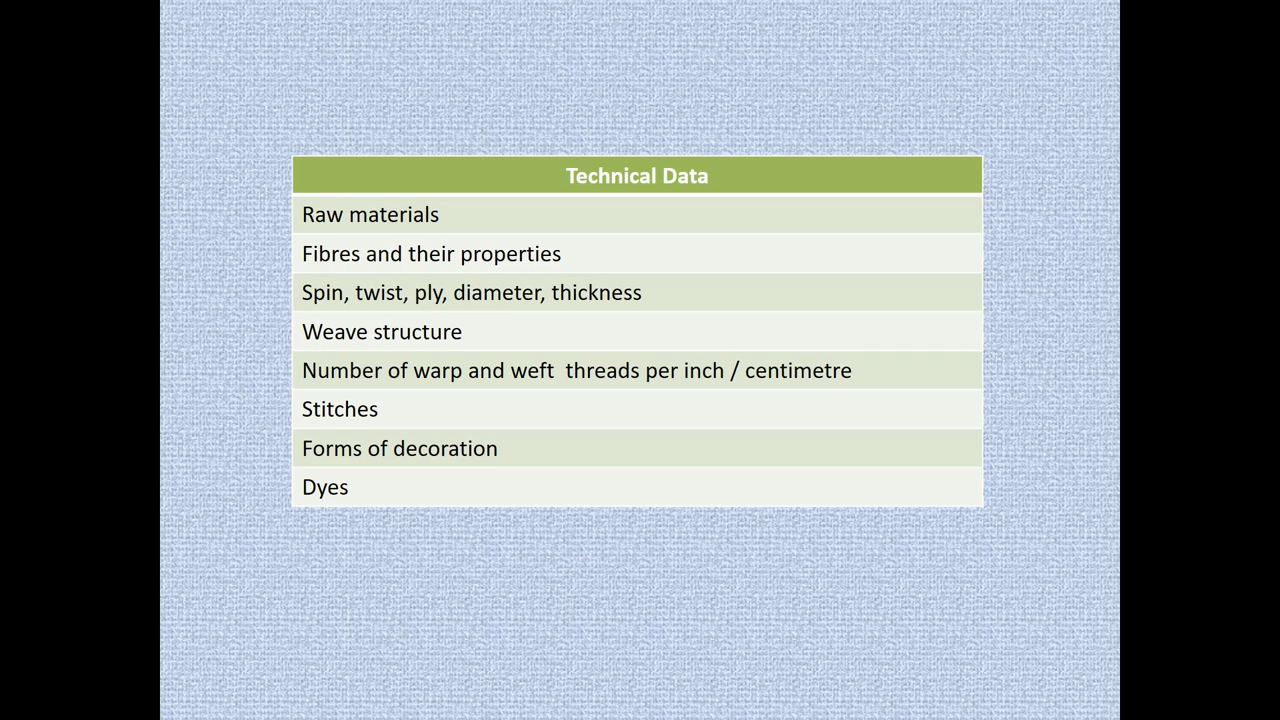 Technical Data
Raw materials
Fibres and their properties
Spin, twist, ply, diameter, thickness
Weave structure
Number of warp and weft  threads per inch / centimetre
Stitches
Forms of decoration
Dyes